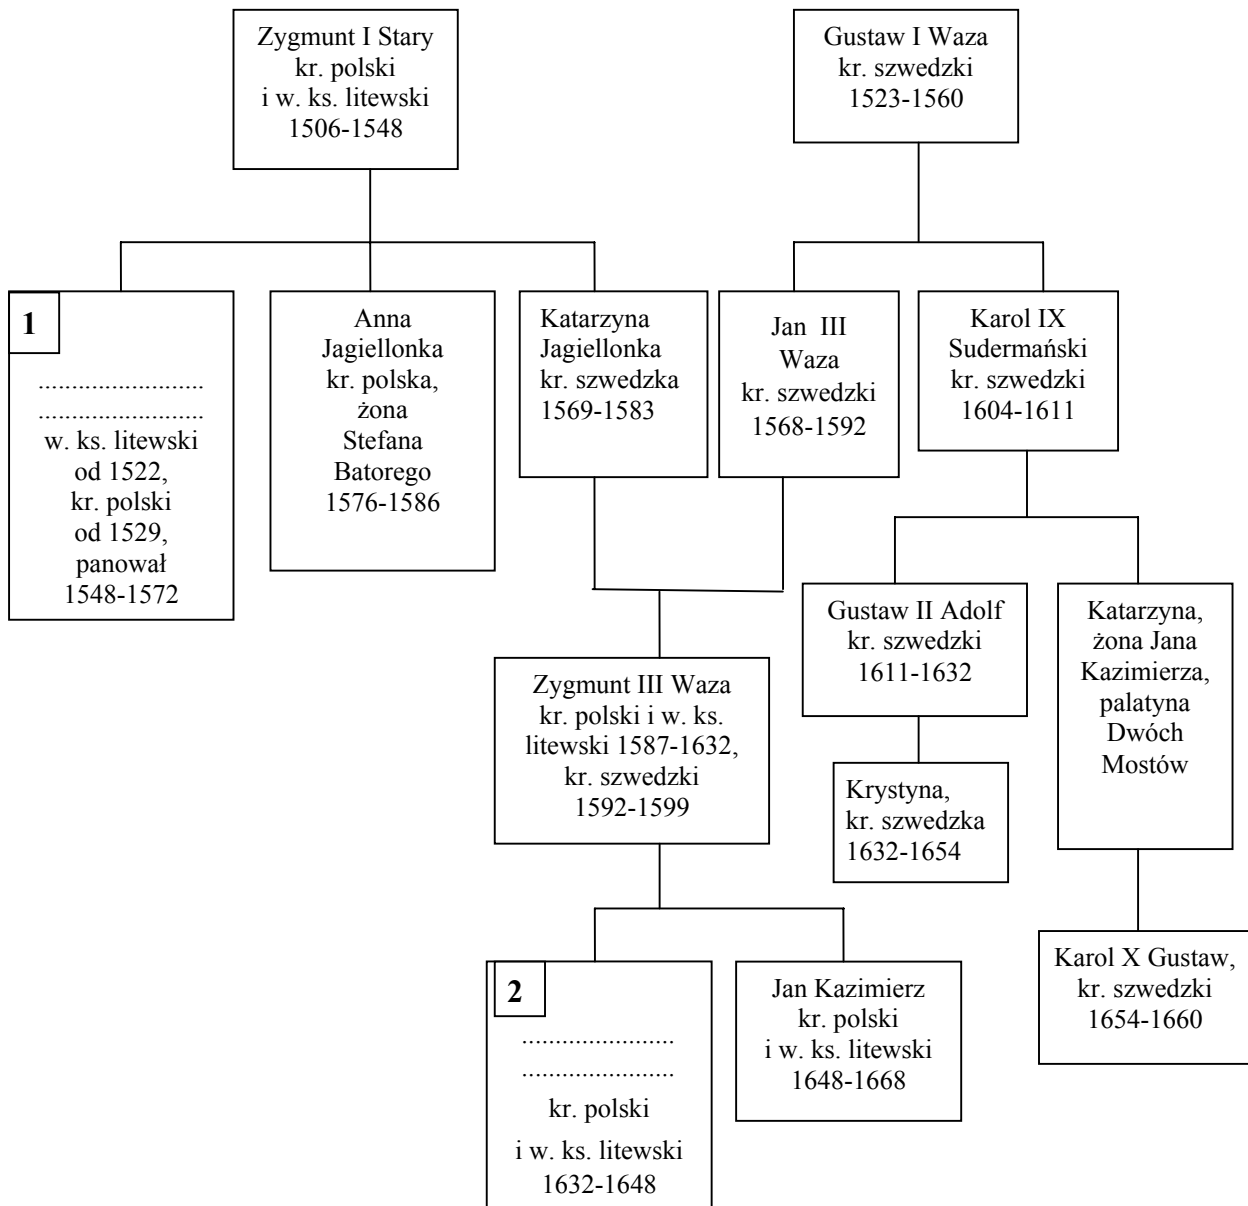 Zygmunt I Stary
kr. polski
i w. ks. litewski
1506-1548
Gustaw I Waza
kr. szwedzki
1523-1560
1
.........................
.........................
w. ks. litewski
od 1522,
kr. polski
od 1529,
panował
1548-1572
Anna
Jagiellonka
kr. polska,
żona
Stefana
Batorego
1576-1586
Katarzyna
Jagiellonka
kr. szwedzka
1569-1583
Jan III
Waza
kr. szwedzki
1568-1592
Karol IX
Sudermański
kr. szwedzki
1604-1611
Zygmunt III Waza
kr. polski i w. ks.
litewski 1587-1632,
kr. szwedzki
1592-1599
Gustaw II Adolf
kr. szwedzki
1611-1632
Katarzyna,
żona Jana
Kazimierza,
palatyna
Dwóch
Mostów
Krystyna,
kr. szwedzka
1632-1654
2
.......................
.......................
kr. polski
i w. ks. litewski
1632-1648
Jan Kazimierz
kr. polski
i w. ks. litewski
1648-1668
Karol X Gustaw,
kr. szwedzki
1654-1660